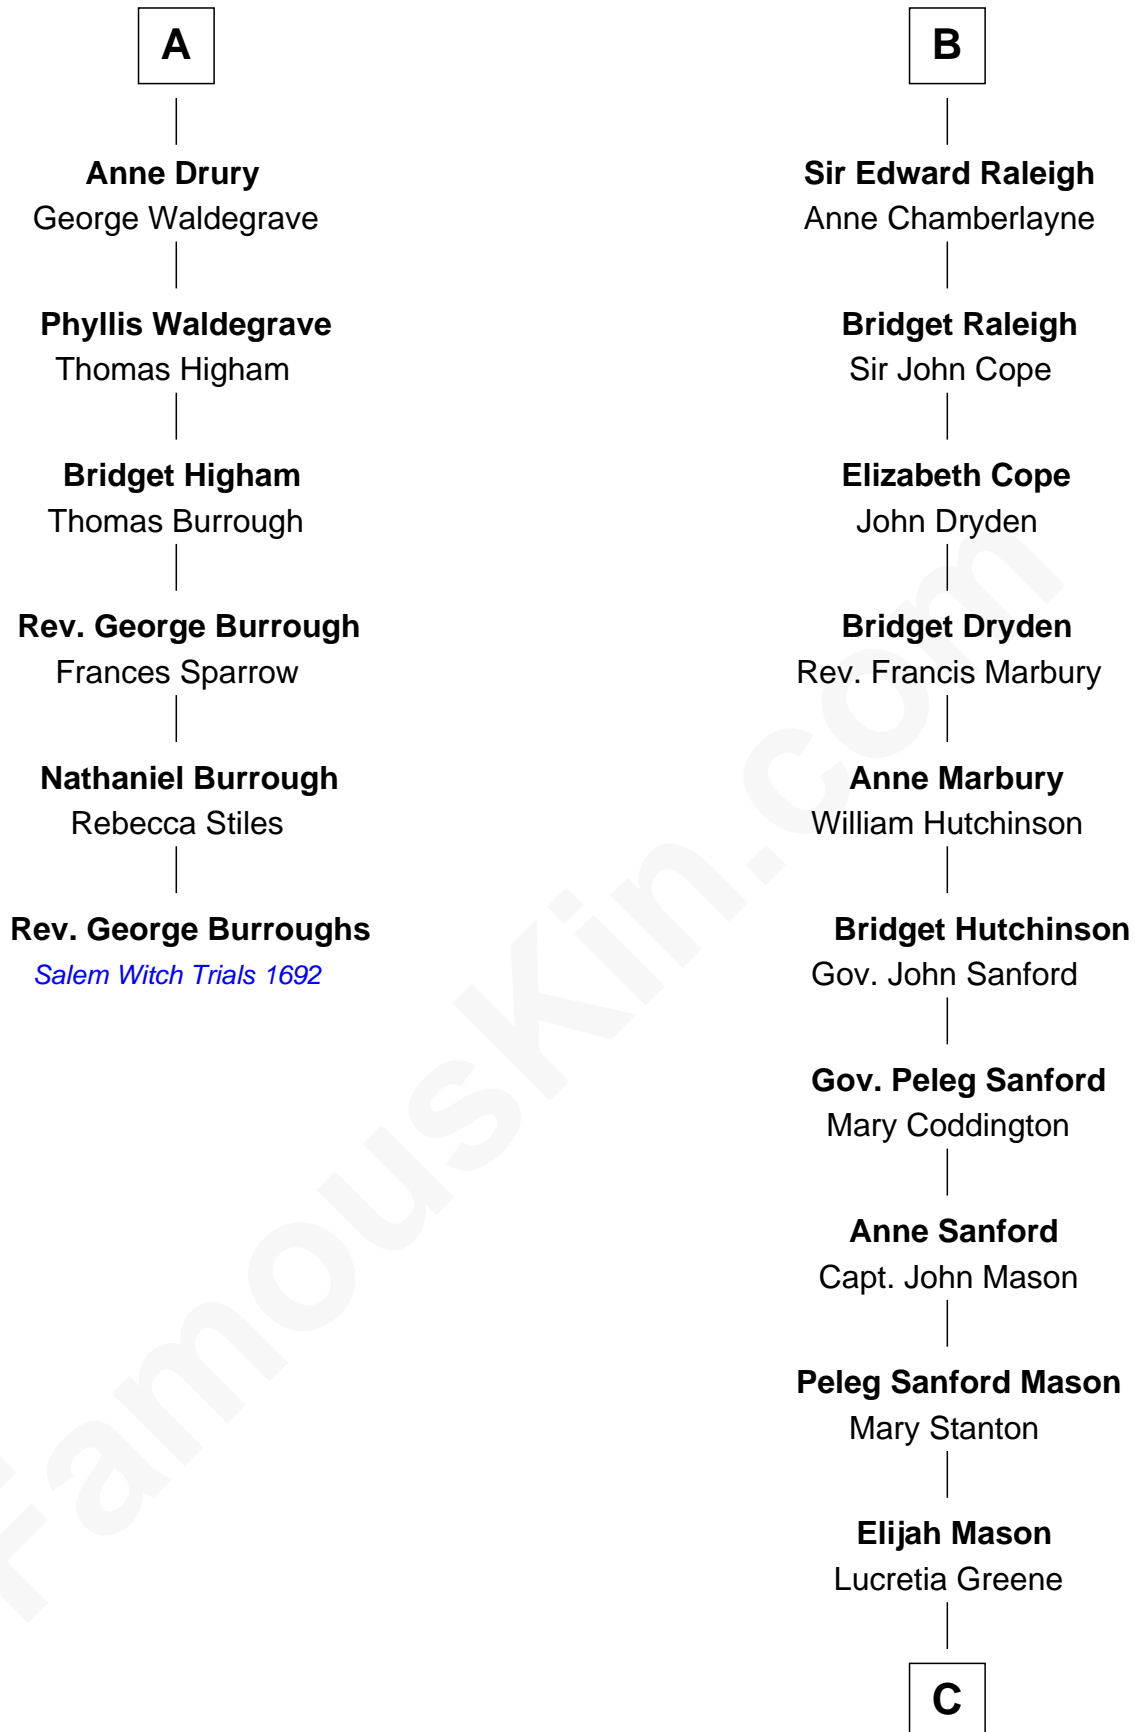 A
Anne Drury
George Waldegrave
Phyllis Waldegrave
Thomas Higham
Bridget Higham
Thomas Burrough
Rev. George Burrough
Frances Sparrow
Nathaniel Burrough
Rebecca Stiles
Rev. George Burroughs
Salem Witch Trials 1692
B
Sir Edward Raleigh
Anne Chamberlayne
Bridget Raleigh
Sir John Cope
Elizabeth Cope
John Dryden
Bridget Dryden
Rev. Francis Marbury
Anne Marbury
William Hutchinson
Bridget Hutchinson
Gov. John Sanford
Gov. Peleg Sanford
Mary Coddington
Anne Sanford
Capt. John Mason
Peleg Sanford Mason
Mary Stanton
Elijah Mason
Lucretia Greene
C
FamousKin.com